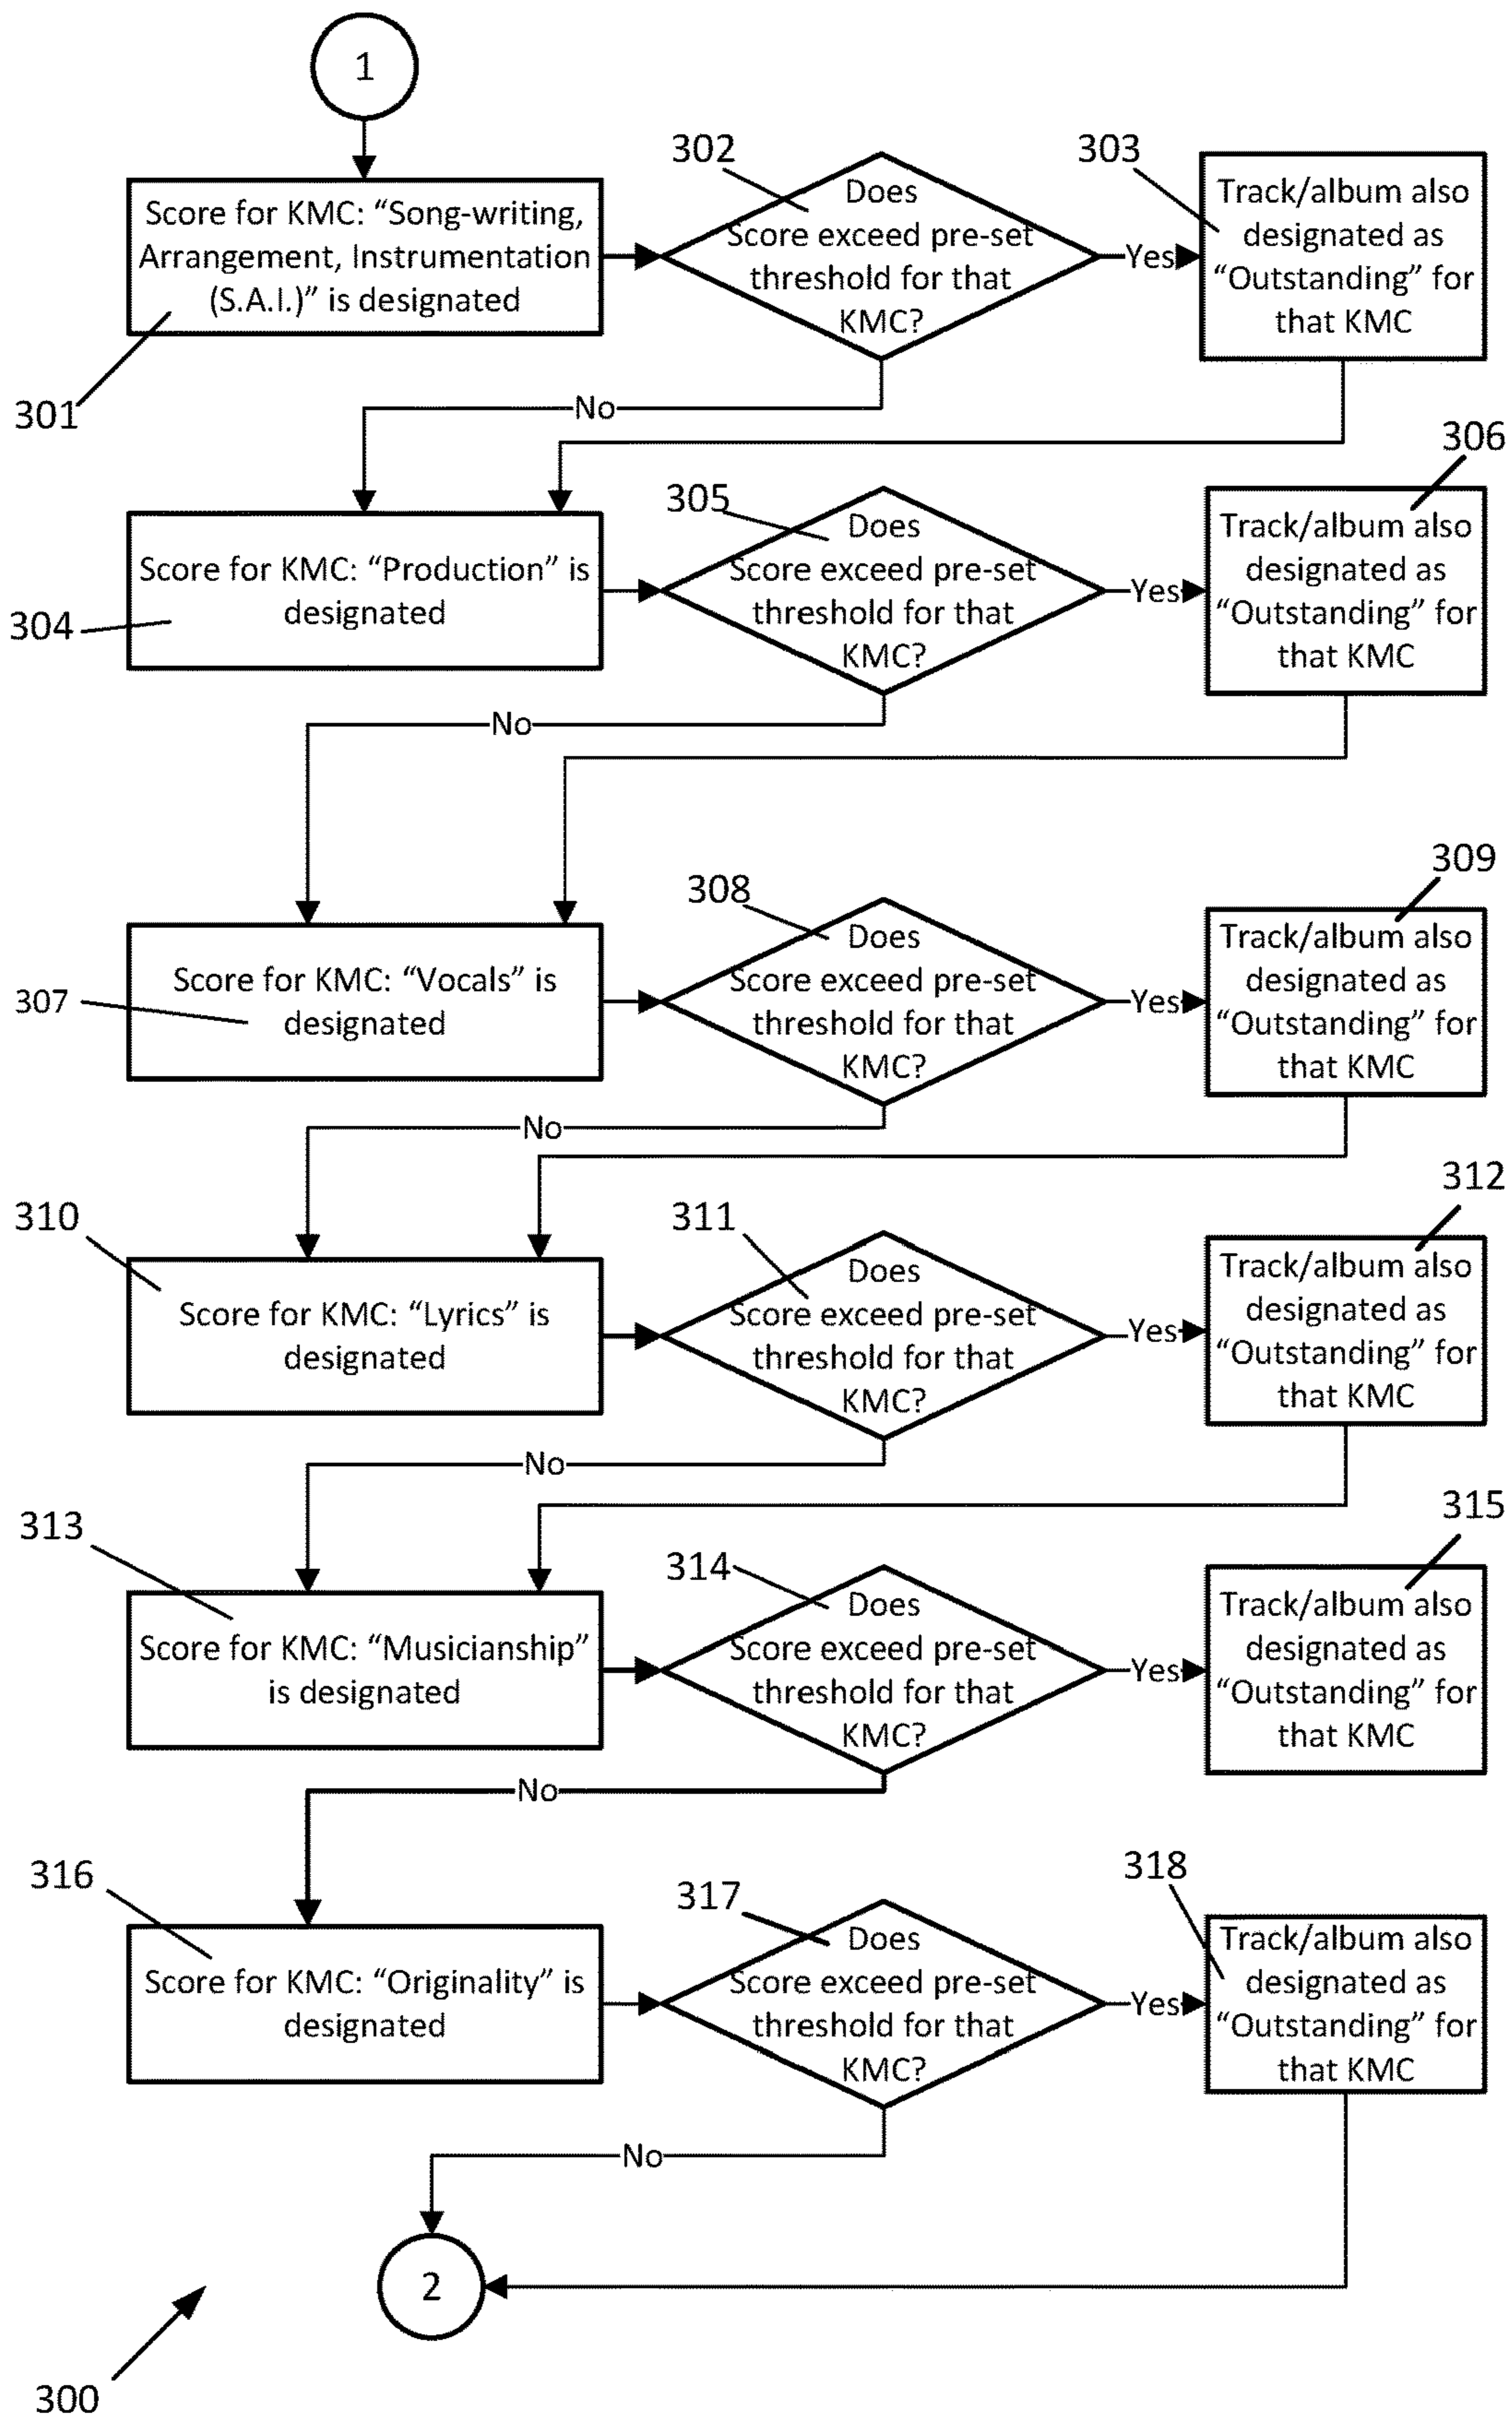 1
302
303
Score for KMC: “Song-writing,
Arrangement, Instrumentation
(S.A.I.)” is designated
Does
Score exceed pre-set
threshold for that
KMC?
Yes
Track/album also
designated as
“Outstanding” for
that KMC
301
No
306
305
Score for KMC: “Production” is
designated
Does
Score exceed pre-set
threshold for that
KMC?
Yes
Track/album also
designated as
“Outstanding” for
that KMC
304
No
309
308
Score for KMC: “Vocals” is
designated
Does
Score exceed pre-set
threshold for that
KMC?
Yes
Track/album also
designated as
“Outstanding” for
that KMC
307
No
312
310
311
Score for KMC: “Lyrics” is
designated
Does
Score exceed pre-set
threshold for that
KMC?
Yes
Track/album also
designated as
“Outstanding” for
that KMC
No
315
313
314
Score for KMC: “Musicianship”
is designated
Does
Score exceed pre-set
threshold for that
KMC?
Yes
Track/album also
designated as
“Outstanding” for
that KMC
No
318
316
317
Score for KMC: “Originality” is
designated
Does
Score exceed pre-set
threshold for that
KMC?
Yes
Track/album also
designated as
“Outstanding” for
that KMC
No
2
300